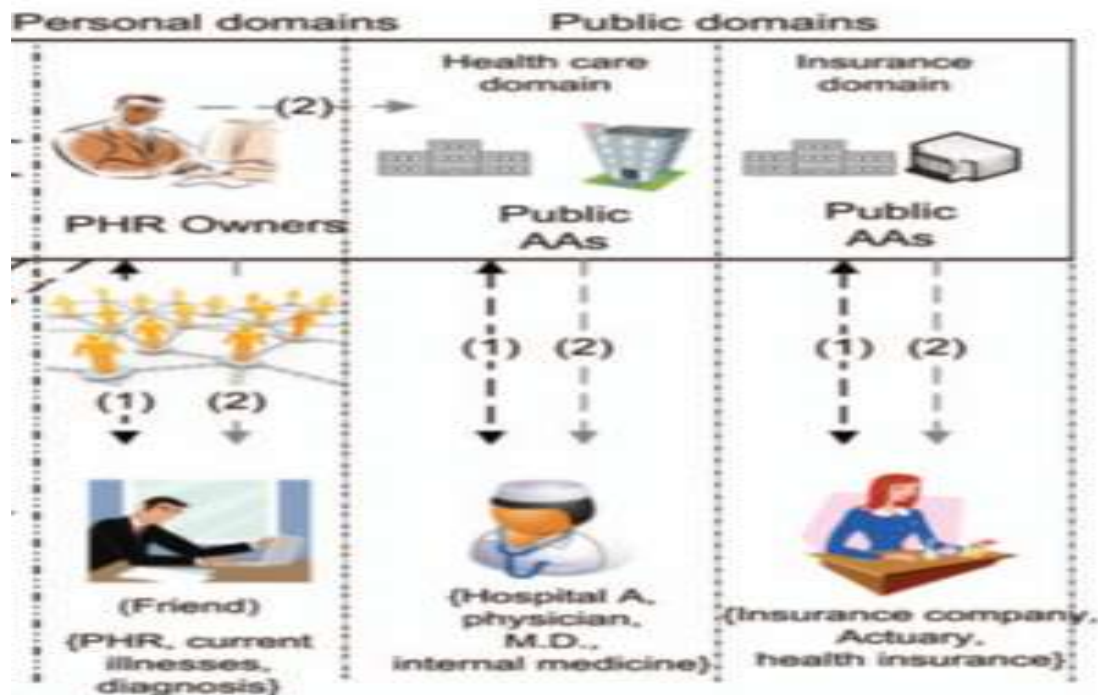 Personal domains
Public domains
Health care
domain
Insurance
domain
(2)
PHR Owners
Public
AAs
Public
AAs
(1)
(2)
(1)
(2)
(1)
(2)
(Friend)
{PHR, current
illnesses,
diagnosis}
{Hospital A,
physician,
M.D.,
internal medicine}
{Insurance company,
Actuary,
health insurance}